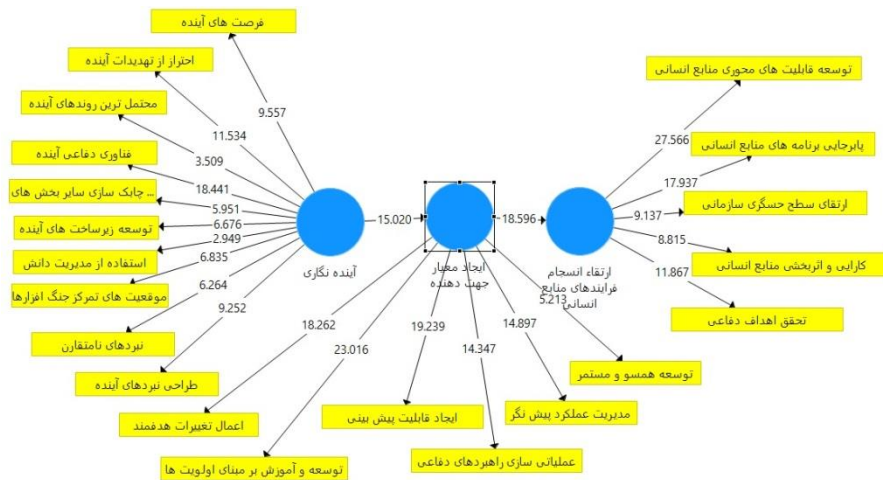 فرصت های آینده
احتراز از تهدیدات آینده
محتمل ترین روندهای آینده
فناوری دفاعی آینده
... چابک سازی سایر بخش های
توسعه زیرساخت های آینده
استفاده از مدیریت دانش
موقعیت های تمرکز جنگ افزارها
نبردهای نامتقارن
طراحی نبردهای آینده
9.557
11.534
3.509
18.441
5.951
6.676
2.949
6.835
6.264
9.252
آینده نگاری
15.020
ایجاد معیار
جهت دهنده
18.596
ارتقاء انسجام
فرایندهای منابع
انسانی
18.262
23.016
19.239
14.347
14.897
5.213
اعمال تغییرات هدفمند
توسعه و آموزش بر مبنای اولویت ها
ایجاد قابلیت پیش بینی
عملیاتی سازی راهبردهای دفاعی
مدیریت عملکرد پیش نگر
توسعه همسو و مستمر
27.566
17.937
9.137
8.815
11.867
توسعه قابلیت های محوری منابع انسانی
پابرجایی برنامه های منابع انسانی
ارتقای سطح حسگری سازمانی
کارایی و اثربخشی منابع انسانی
تحقق اهداف دفاعی